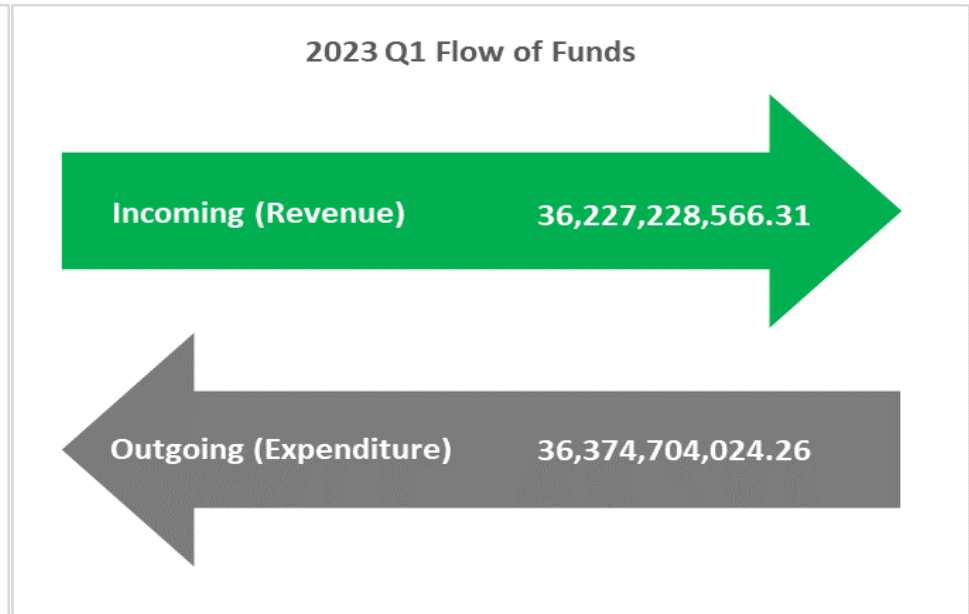 2023 Q1 Flow of Funds
Incoming (Revenue) 36,227,228,566.31
Outgoing (Expenditure) 36,374,704,024.26